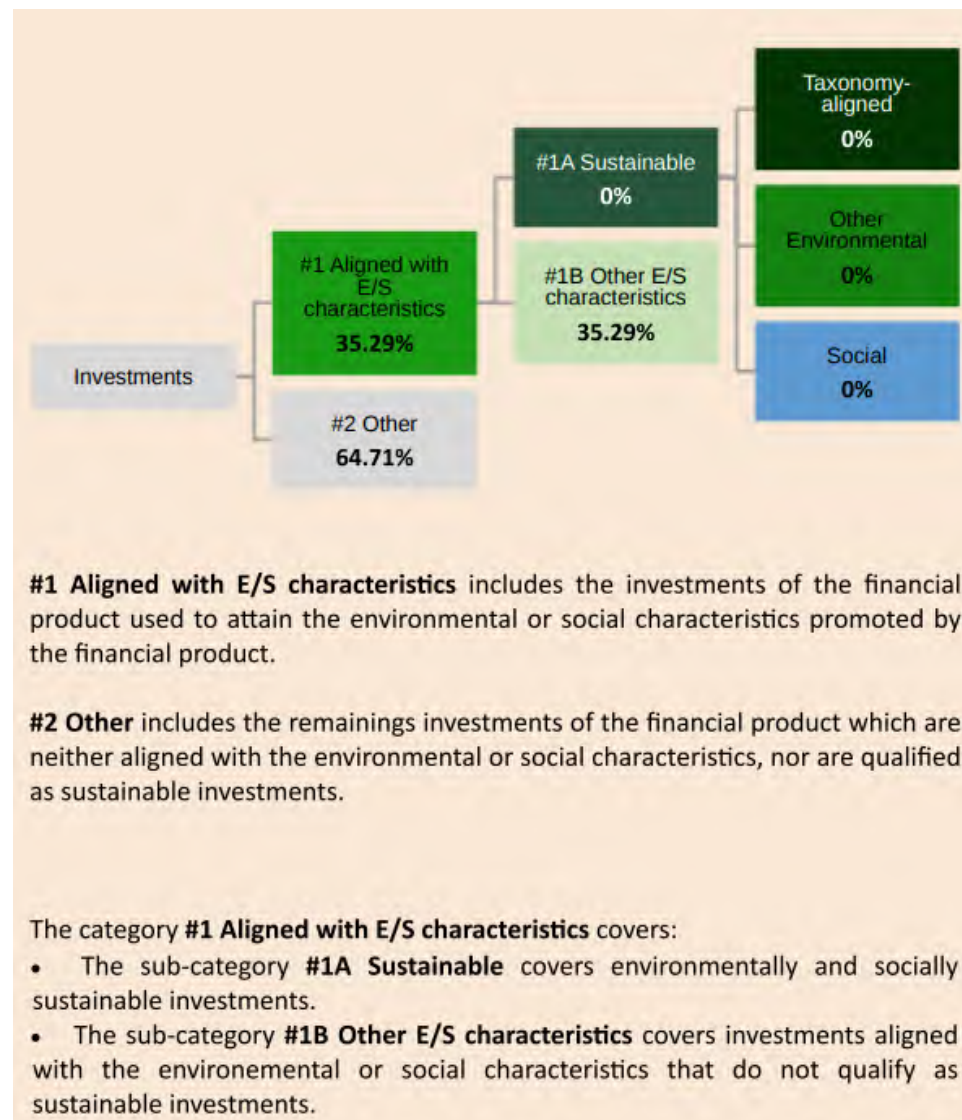 Taxonomy-
aligned
0%
#1A Sustainable
0%
Other
Environmental
0%
#1 Aligned with
E/S
characteristics
35.29%
#1B Other E/S
characteristics
35.29%
Social
0%
Investments
#2 Other
64.71%
#1 Aligned with E/S characteristics includes the investments of the financial
product used to attain the environmental or social characteristics promoted by
the financial product.
#2 Other includes the remainings investments of the financial product which are
neither aligned with the environmental or social characteristics, nor are qualified
as sustainable investments.
The category #1 Aligned with E/S characteristics covers:
• The sub-category #1A Sustainable covers environmentally and socially
sustainable investments.
• The sub-category #1B Other E/S characteristics covers investments aligned
with the environemental or social characteristics that do not qualify as
sustainable investments.